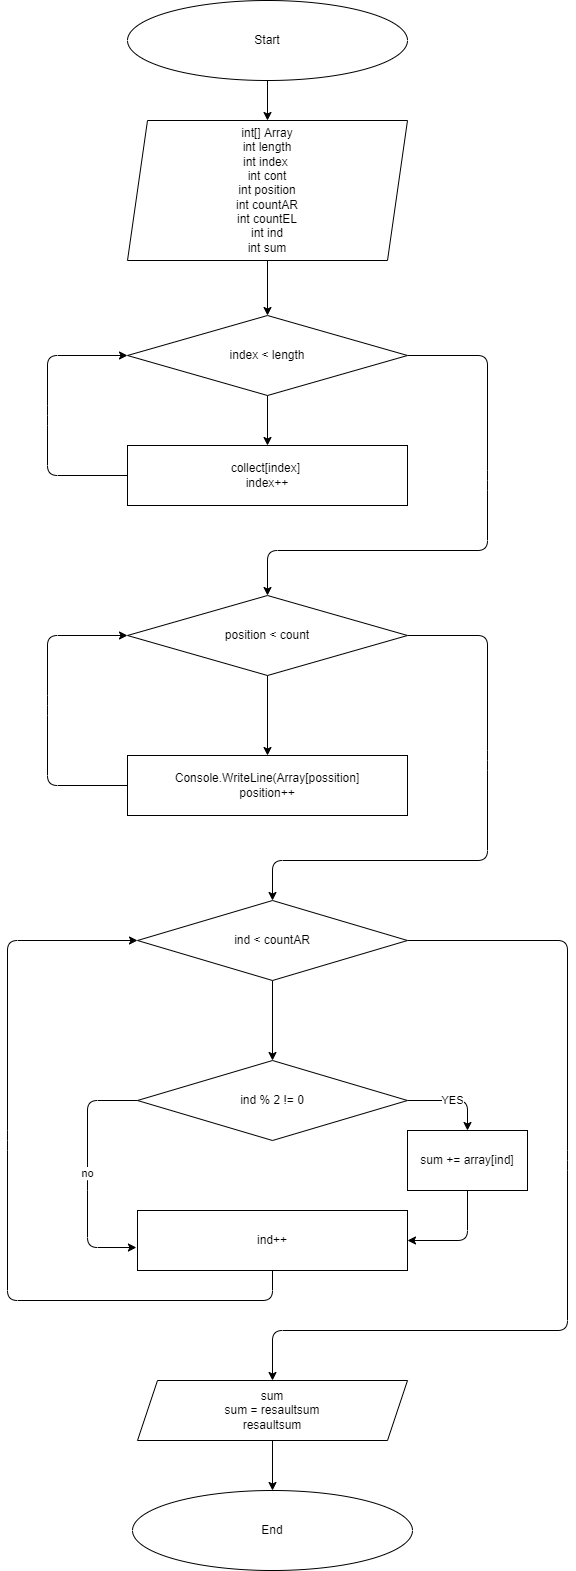 Start
int[] Array
int length
int index
int cont
int position
int countAR
int countEL
int ind
int sum
index < length
collect[index]
index++
position < count
Console.WriteLine(Array[possition]
position++
ind < countAR
ind % 2 != 0
YES
sum += array[ind]
no
ind++
sum
sum = resaultsum
resaultsum
End